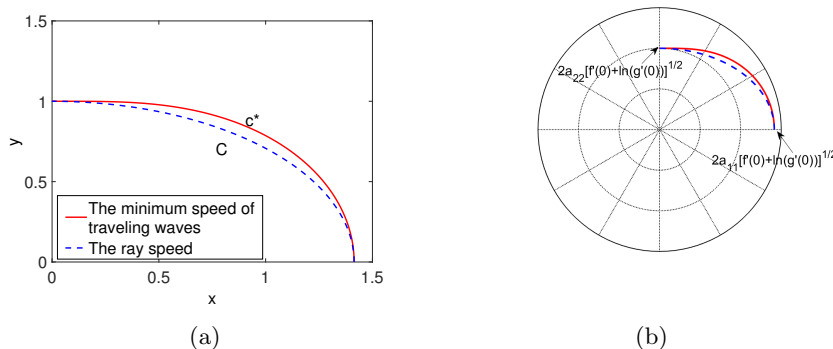 1.5
1
y
0.5
0
0
0.5
1
1.5
x
c*
C
The minimum speed of
traveling waves
The ray speed
(a)
2a22[f'(0)+ln(g'(0))]1/2
2a11[f'(0)+ln(g'(0))]1/2
(b)